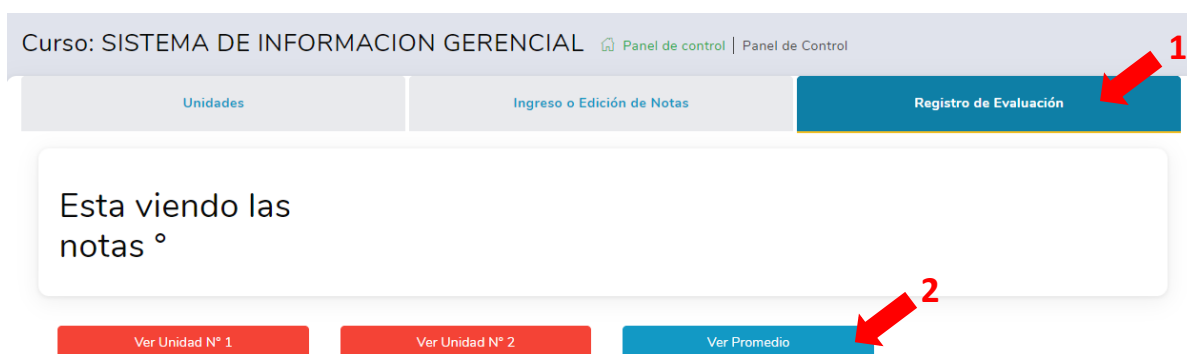 Curso: SISTEMA DE INFORMACION GERENCIAL Panel de control | Panel de Control
1
Unidades Ingreso o Edición de Notas Registro de Evaluación
Esta viendo las
notas °
2
Ver Unidad N° 1 Ver Unidad N° 2 Ver Promedio